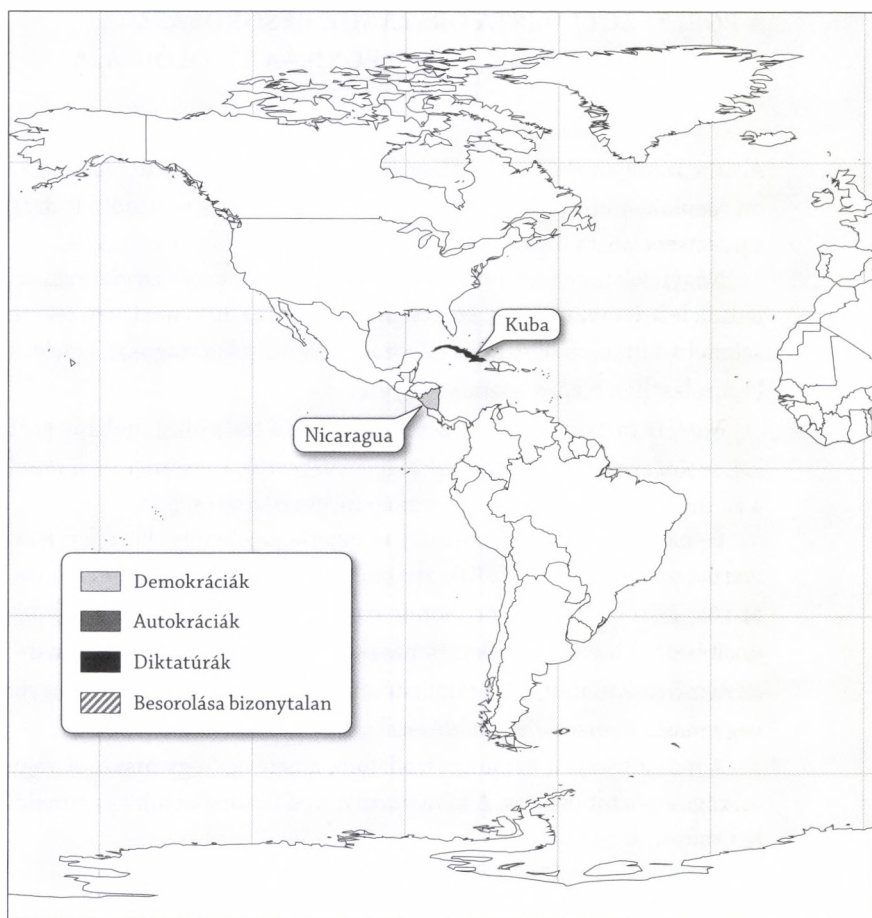 Kuba
Nicaragua
Demokráciák
Autokráciák
Diktatúrák
Besorolása bizonytalan